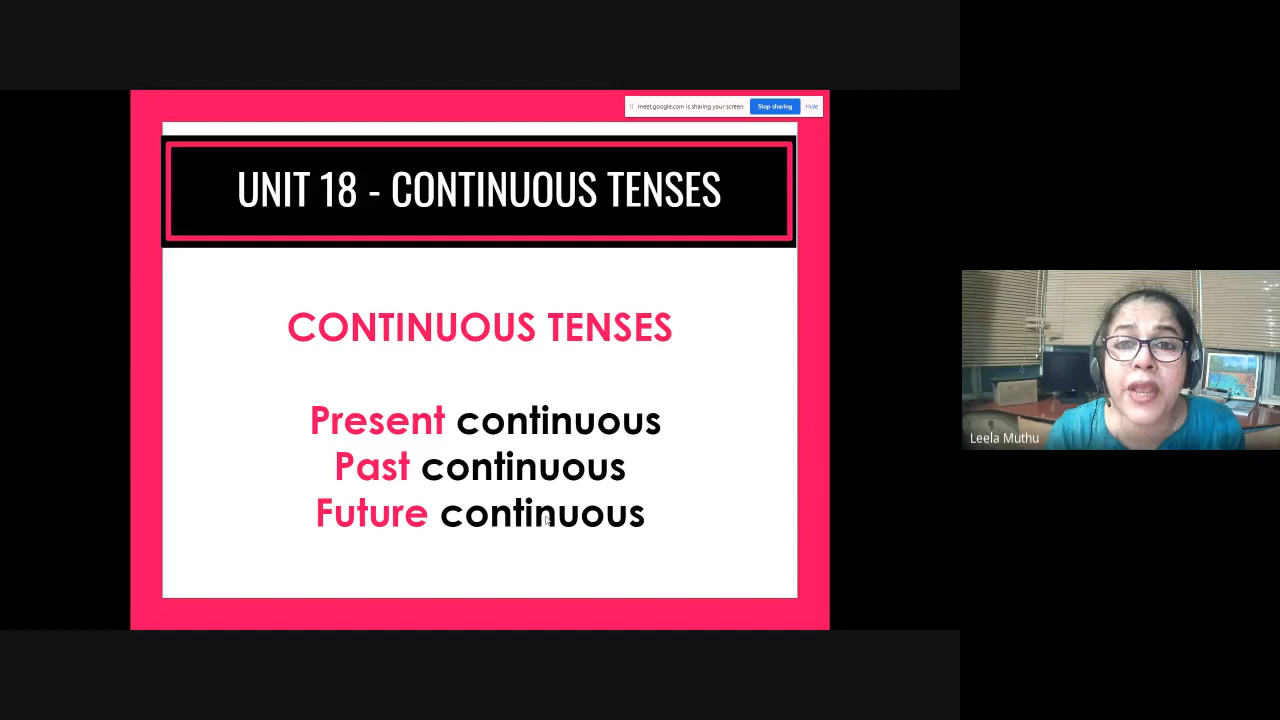 meet.google.com is sharing your screen Stop sharing Hide
UNIT 18 - CONTINUOUS TENSES
CONTINUOUS TENSES
Present continuous
Past continuous
Future continuous
Leela Muthu